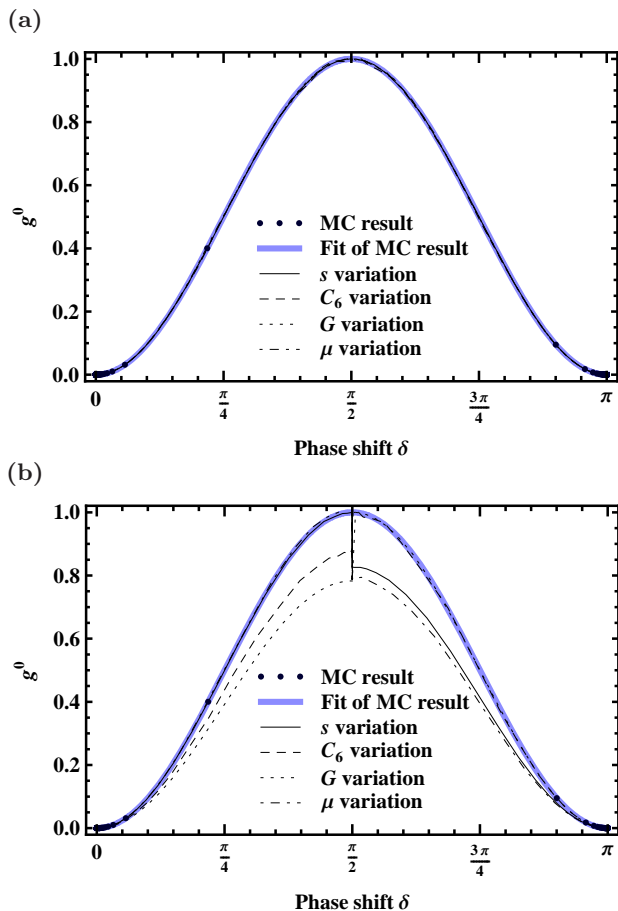 (a)
1.0
0.8
0.6
0.4
0.2
0.0
g⁰
MC result
Fit of MC result
s variation
C₆ variation
G variation
μ variation
0
π/4
π/2
3π/4
π
Phase shift δ
(b)
1.0
0.8
0.6
0.4
0.2
0.0
g⁰
MC result
Fit of MC result
s variation
C₆ variation
G variation
μ variation
0
π/4
π/2
3π/4
π
Phase shift δ